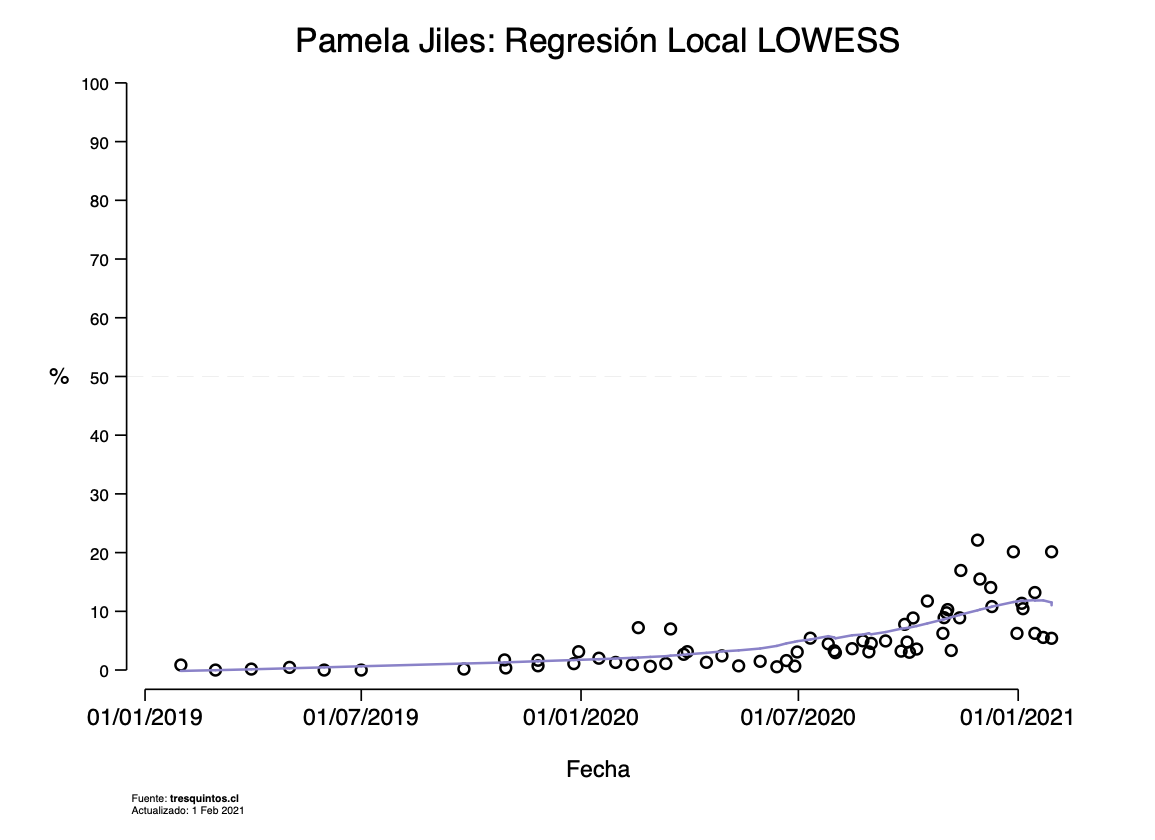 Pamela Jiles: Regresión Local LOWESS
100
90
80
70
60
% 50
40
30
20
10
0
01/01/2019 01/07/2019 01/01/2020 01/07/2020 01/01/2021
Fecha
Fuente: tresquintos.cl
Actualizado: 1 Feb 2021